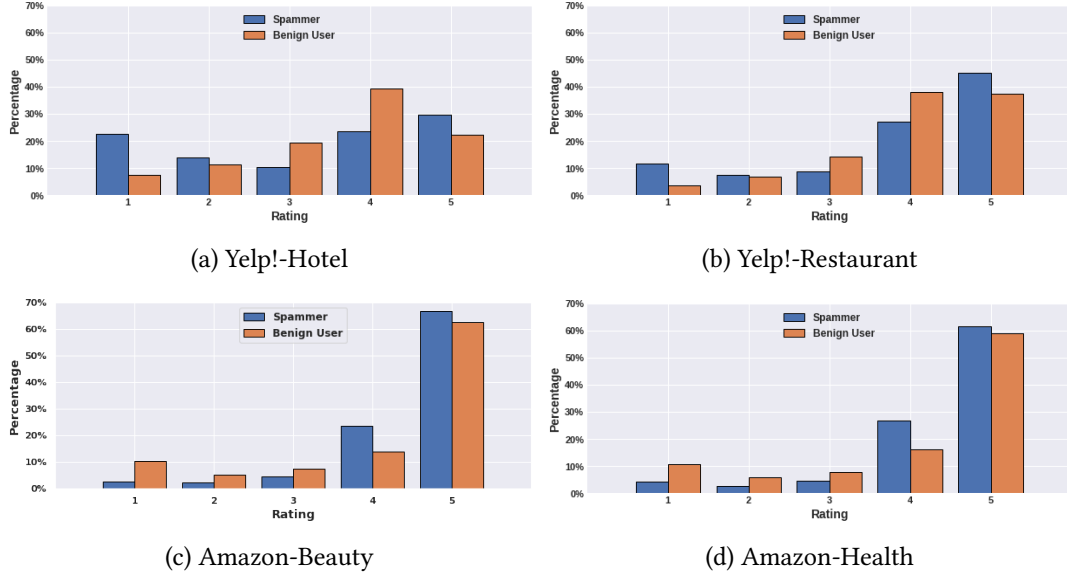 70%
60%
50%
40%
30%
20%
10%
0%
Percentage
Spammer
Benign User
1 2 3 4 5
Rating
(a) Yelp!-Hotel
70%
60%
50%
40%
30%
20%
10%
0%
Percentage
Spammer
Benign User
1 2 3 4 5
Rating
(b) Yelp!-Restaurant
70%
60%
50%
40%
30%
20%
10%
0%
Percentage
Spammer
Benign User
1 2 3 4 5
Rating
(c) Amazon-Beauty
70%
60%
50%
40%
30%
20%
10%
0%
Percentage
Spammer
Benign User
1 2 3 4 5
Rating
(d) Amazon-Health